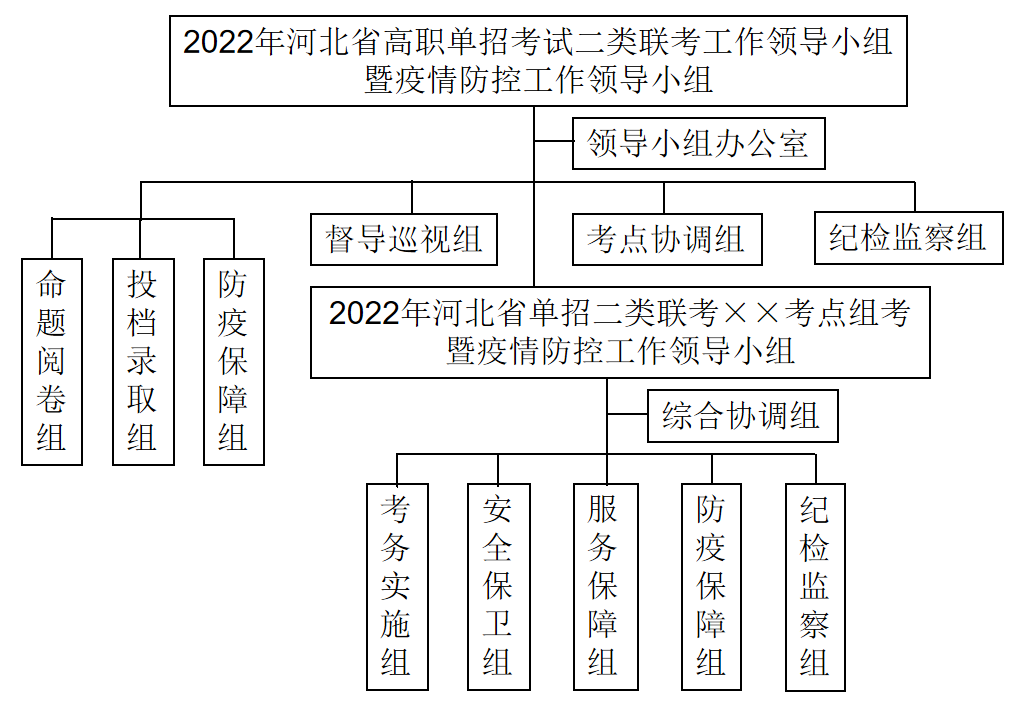 2022年河北省高职单招考试二类联考工作领导小组
暨疫情防控工作领导小组
领导小组办公室
督导巡视组
考点协调组
纪检监察组
命题阅卷组
投档录取组
防疫保障组
2022年河北省单招二类联考××考点组考
暨疫情防控工作领导小组
综合协调组
考务实施组
安全保卫组
服务保障组
防疫保障组
纪检监察组